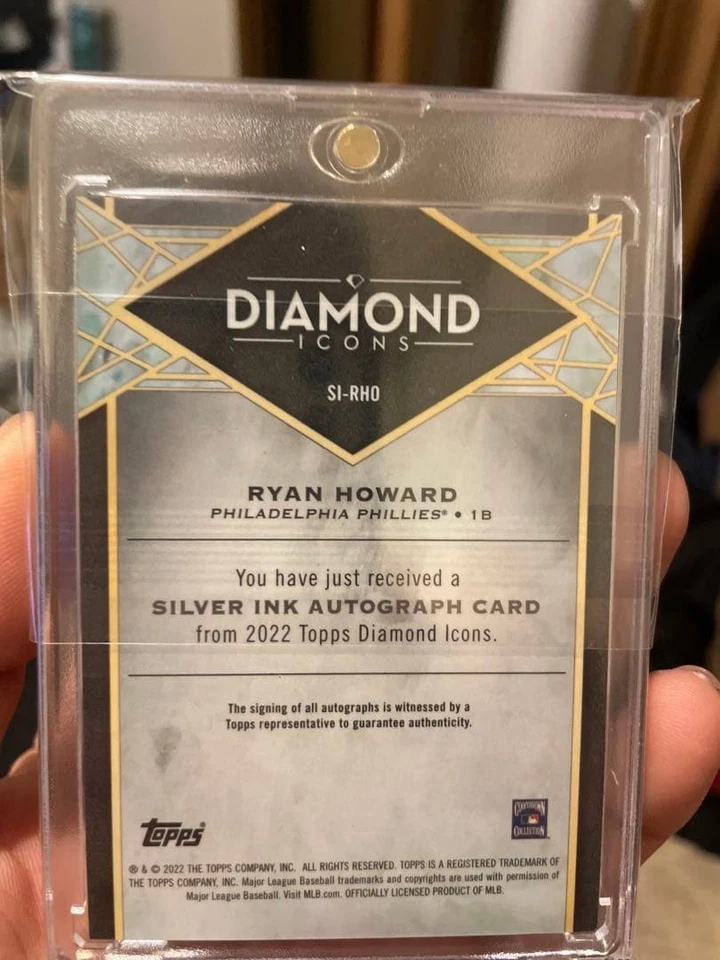 DIAMOND
ICONS
SI-RHO
RYAN HOWARD
PHILADELPHIA PHILLIES® • 1B
You have just received a
SILVER INK AUTOGRAPH CARD
from 2022 Topps Diamond Icons.
The signing of all autographs is witnessed by a
Topps representative to guarantee authenticity.
Topps®
COOPERSTOWN
COLLECTION
® & © 2022 THE TOPPS COMPANY, INC. ALL RIGHTS RESERVED. TOPPS IS A REGISTERED TRADEMARK OF
THE TOPPS COMPANY, INC. Major League Baseball trademarks and copyrights are used with permission of
Major League Baseball. Visit MLB.com. OFFICIALLY LICENSED PRODUCT OF MLB.